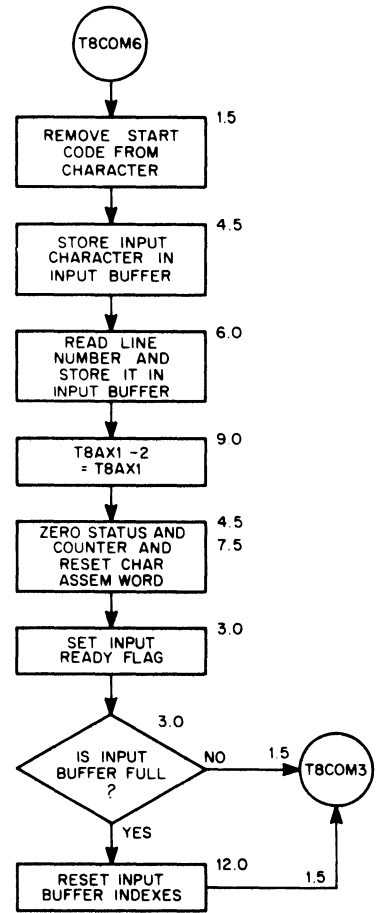 T8COM6
1.5
REMOVE START
CODE FROM
CHARACTER
4.5
STORE INPUT
CHARACTER IN
INPUT BUFFER
6.0
READ LINE
NUMBER AND
STORE IT IN
INPUT BUFFER
9.0
T8AX1 -2
= T8AX1
4.5
7.5
ZERO STATUS AND
COUNTER AND
RESET CHAR
ASSEM WORD
3.0
SET INPUT
READY FLAG
3.0
IS INPUT
BUFFER FULL
?
NO
1.5
T8COM3
YES
12.0
RESET INPUT
BUFFER INDEXES
1.5